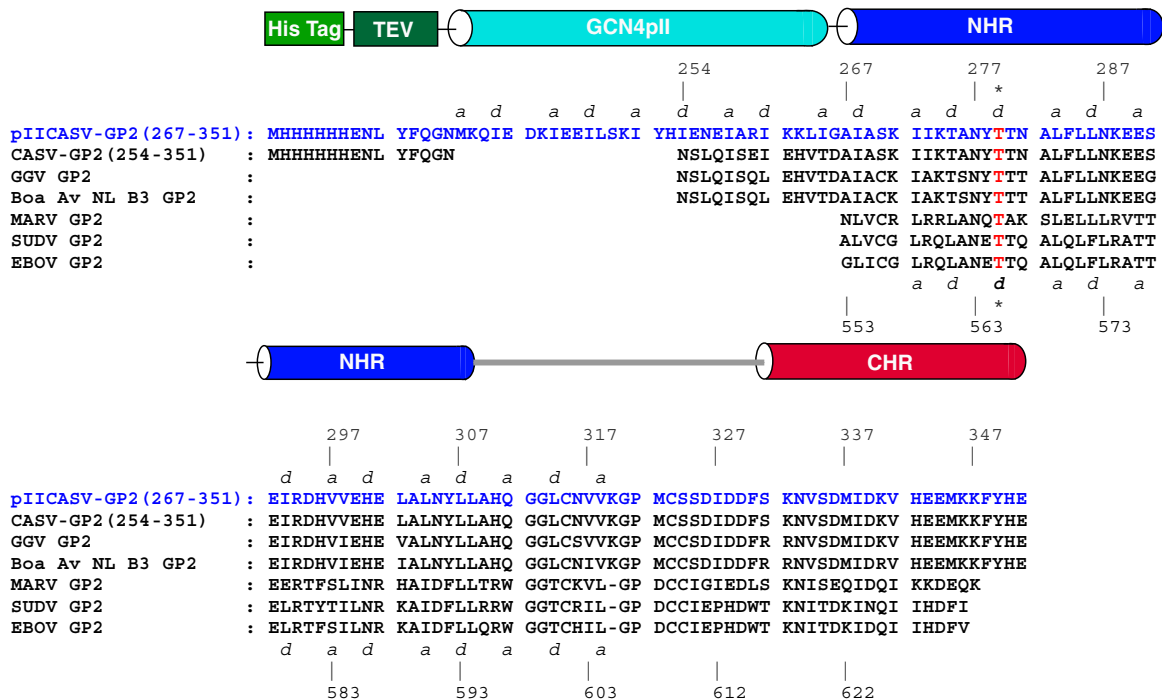 His Tag TEV GCN4pII NHR
254 267 277 287
| | | * |
a d a d a d a d a d a d d a d a
pIICASV-GP2(267-351): MHHHHHHENL YFQGNMKQIE DKIEEILSKI YHIENEIARI KKLIGAIASK IIKTANYTTN ALFLLNKEES
CASV-GP2(254-351) : MHHHHHHENL YFQGN NSLQISEI EHVTDAIASK IIKTANYTTN ALFLLNKEES
GGV GP2 : NSLQISQL EHVTDAIACK IAKTSNYTTT ALFLLNKEEG
Boa Av NL B3 GP2 : NSLQISQL EHVTDAIACK IAKTSNYTTT ALFLLNKEEG
MARV GP2 : NLVCR LRRLANQTAK SLELLLRVTT
SUDV GP2 : ALVCG LRQLANETTQ ALQLFLRATT
EBOV GP2 : GLICG LRQLANETTQ ALQLFLRATT
a d d a d a
| | * |
553 563 573
NHR CHR
297 307 317 327 337 347
| | | | | |
d a d a d a d a
pIICASV-GP2(267-351): EIRDHVVEHE LALNYLLAHQ GGLCNVVKGP MCSSDIDDFS KNVSDMIDKV HEEMKKFYHE
CASV-GP2(254-351) : EIRDHVVEHE LALNYLLAHQ GGLCNVVKGP MCSSDIDDFS KNVSDMIDKV HEEMKKFYHE
GGV GP2 : EIRDHVIEHE VALNYLLAHQ GGLCSVVKGP MCSSDIDDFR RNVSDMIDKV HEEMKKFYHE
Boa Av NL B3 GP2 : EIRDHVIEHE IALNYLLAHQ GGLCNIVKGP MCSSDIDDFR RNVSDMIDRV HEEMKKFYHE
MARV GP2 : EERTFSLINR HAIDFLLTRW GGTCKVL-GP DCCIGIEDLS KNISEQIDQI KKDEQK
SUDV GP2 : ELRTYTILNR KAIDFLLRRW GGTCRIL-GP DCCIEPHDWT KNITDKINQI IHDFI
EBOV GP2 : ELRTFSILNR KAIDFLLQRW GGTCHIL-GP DCCIEPHDWT KNITDKIDQI IHDFV
d a d a d a d a
| | | | |
583 593 603 612 622